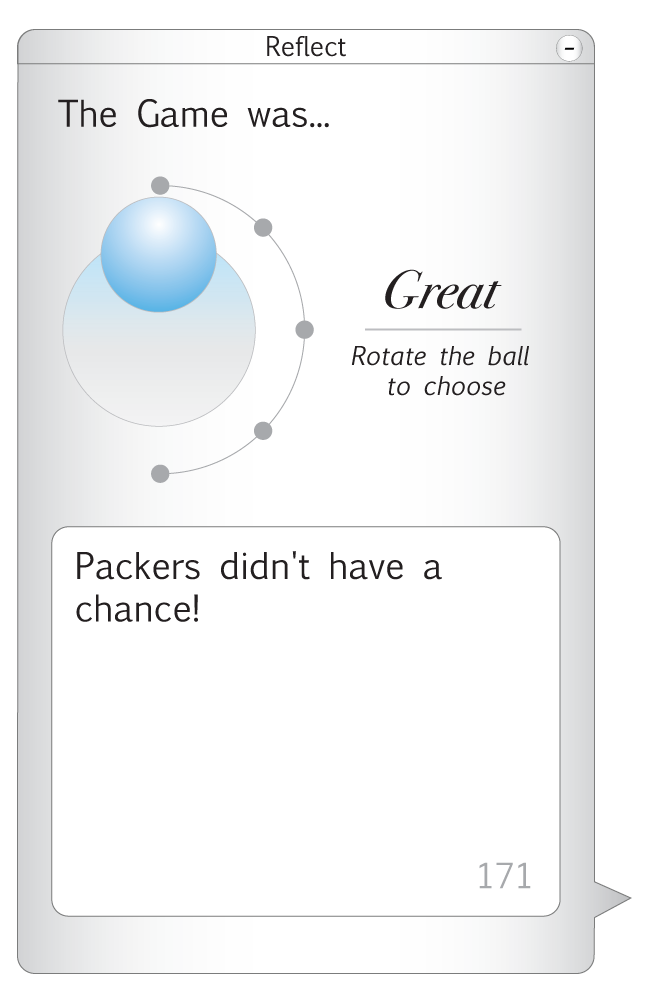 Reflect
-
The Game was...
Great
Rotate the ball
to choose
Packers didn't have a
chance!
171